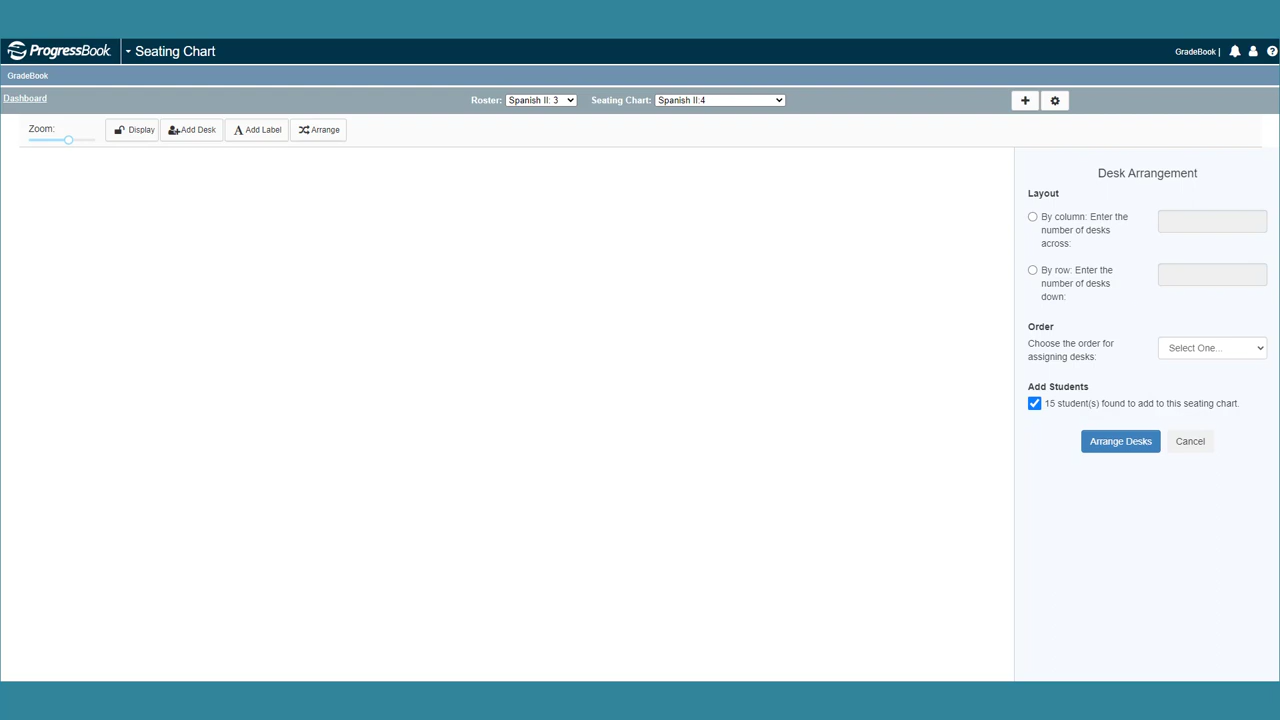 ProgressBook Seating Chart GradeBook |
GradeBook
Dashboard Roster: Spanish II: 3 Seating Chart: Spanish II:4
Zoom: Display Add Desk Add Label Arrange
Desk Arrangement
Layout
By column: Enter the
number of desks
across:
By row: Enter the
number of desks
down:
Order
Choose the order for
assigning desks:
Select One...
Add Students
15 student(s) found to add to this seating chart.
Arrange Desks Cancel